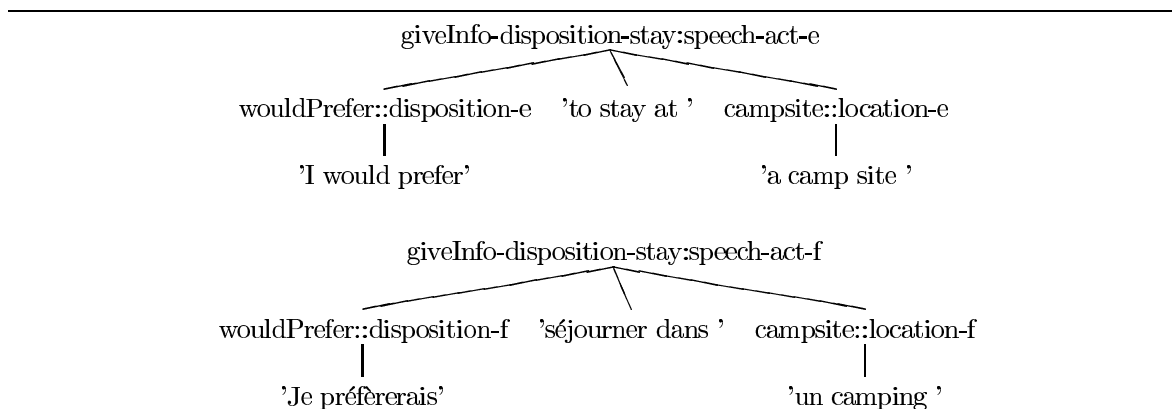 giveInfo-disposition-stay:speech-act-e
wouldPrefer::disposition-e 'to stay at ' campsite::location-e
'I would prefer' 'a camp site '
giveInfo-disposition-stay:speech-act-f
wouldPrefer::disposition-f 'séjourner dans ' campsite::location-f
'Je préfèrerais' 'un camping '